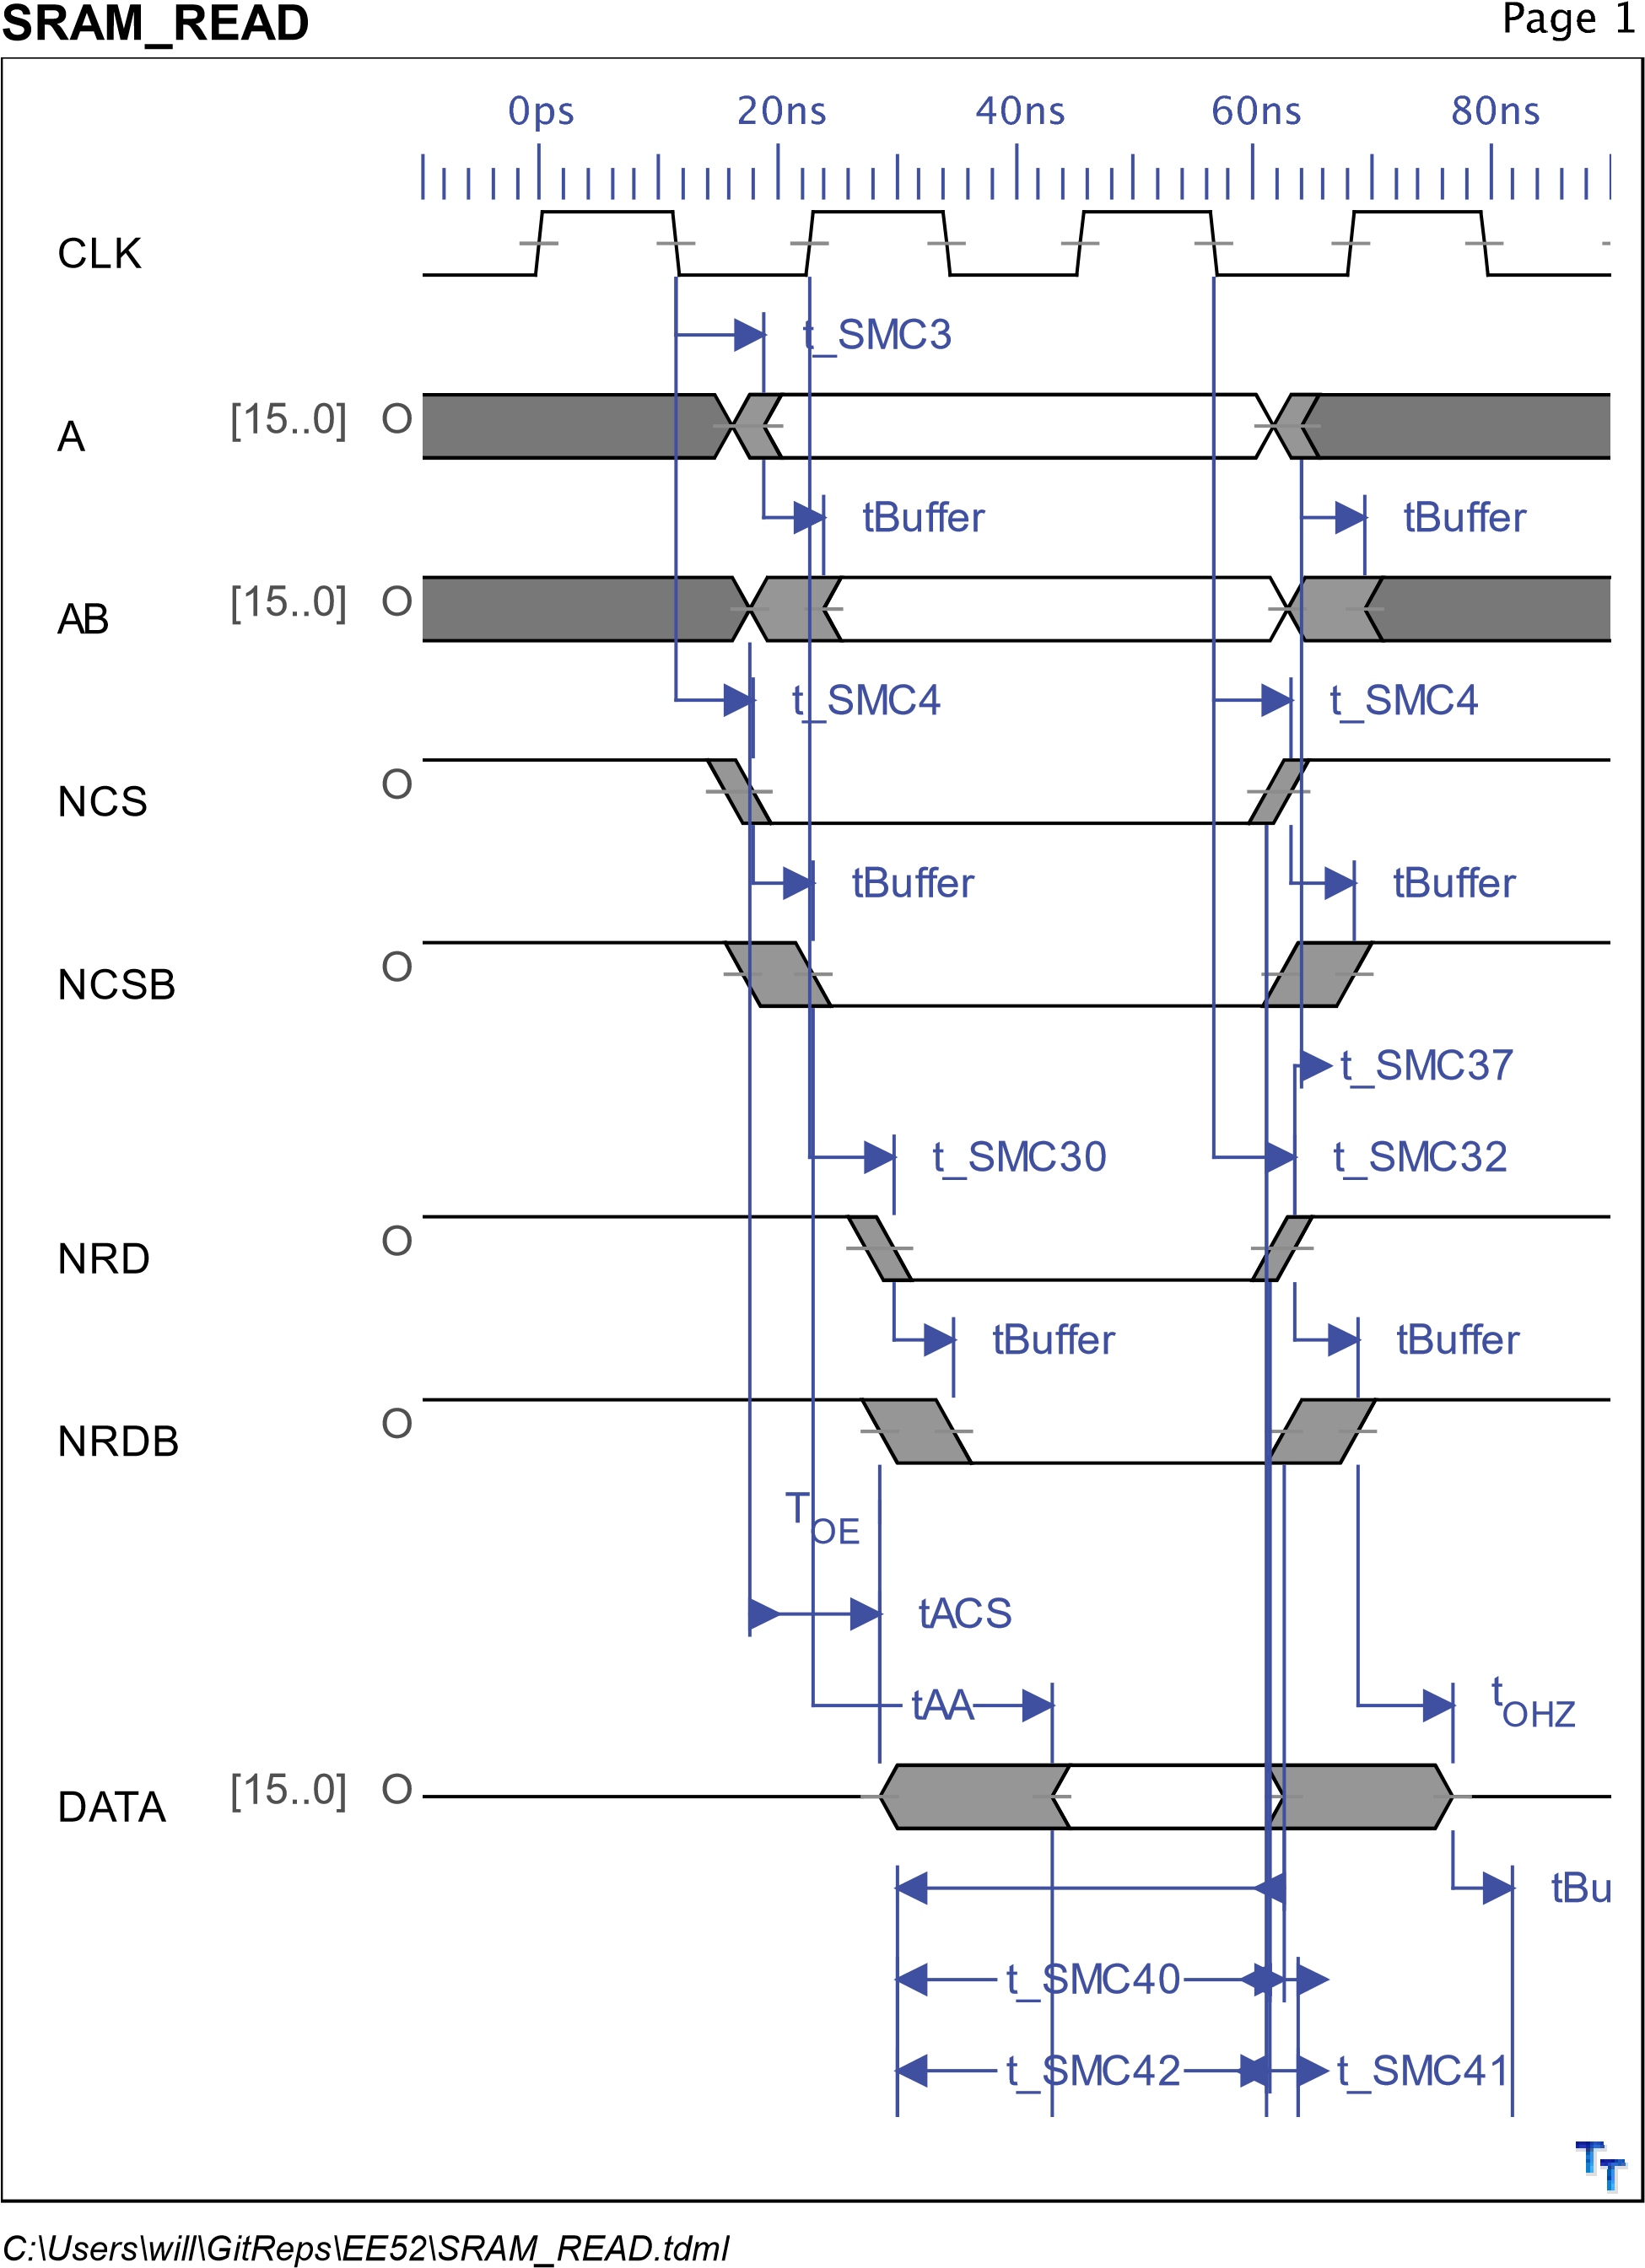 SRAM_READ Page 1
0ps 20ns 40ns 60ns 80ns
CLK
t_SMC3
A [15..0] O
tBuffer tBuffer
AB [15..0] O
t_SMC4 t_SMC4
NCS O
tBuffer tBuffer
NCSB O
t_SMC37
t_SMC30 t_SMC32
NRD O
tBuffer tBuffer
NRDB O
TOE
tACS
tAA tOHZ
DATA [15..0] O
tBu
t_SMC40
t_SMC42 t_SMC41
TT
C:\Users\will\GitReps\EE52\SRAM_READ.tdml